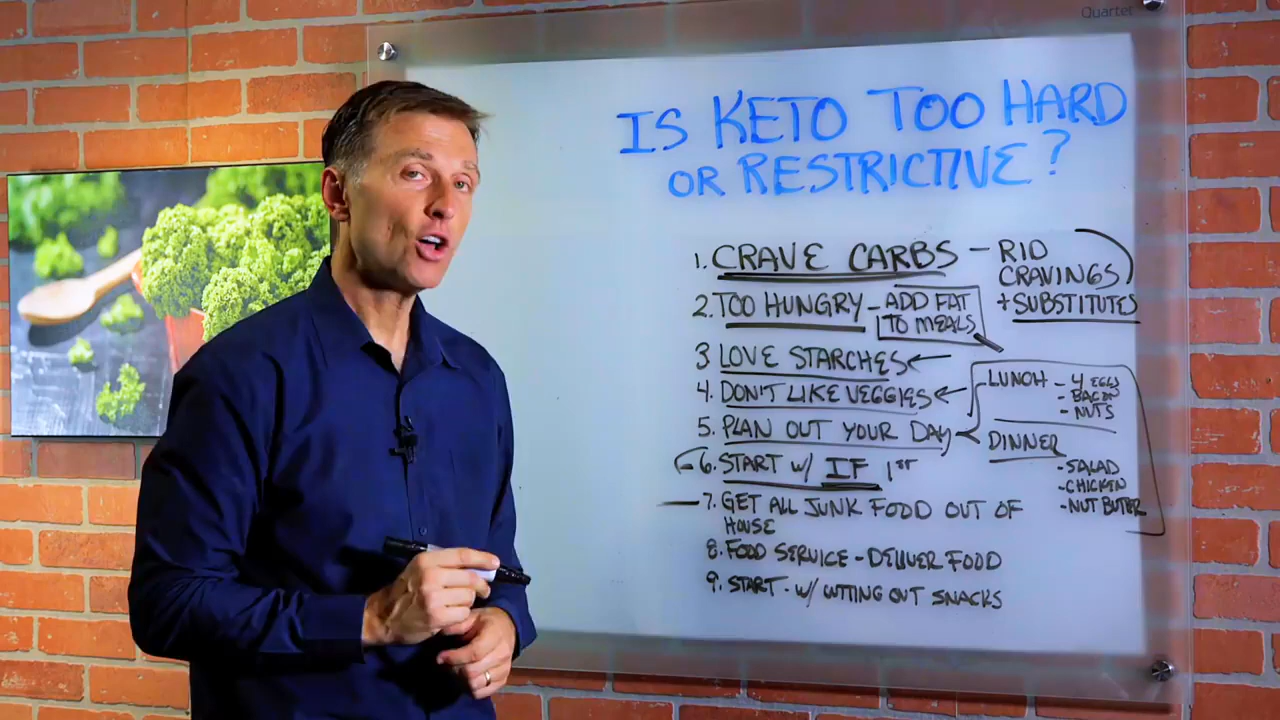 Quartet
IS KETO TOO HARD
OR RESTRICTIVE?
1. CRAVE CARBS - RID
CRAVINGS
+ SUBSTITUTES
2. TOO HUNGRY - ADD FAT
TO MEALS
3 LOVE STARCHES
4. DON'T LIKE VEGGIES
5. PLAN OUT YOUR DAY
LUNCH - 4 EGGS
- BACON
- NUTS
DINNER
- SALAD
- CHICKEN
- NUT BUTER
6. START W/ IF 1ST
7. GET ALL JUNK FOOD OUT OF
HOUSE
8. FOOD SERVICE - DELIVER FOOD
9. START - W/ CUTTING OUT SNACKS